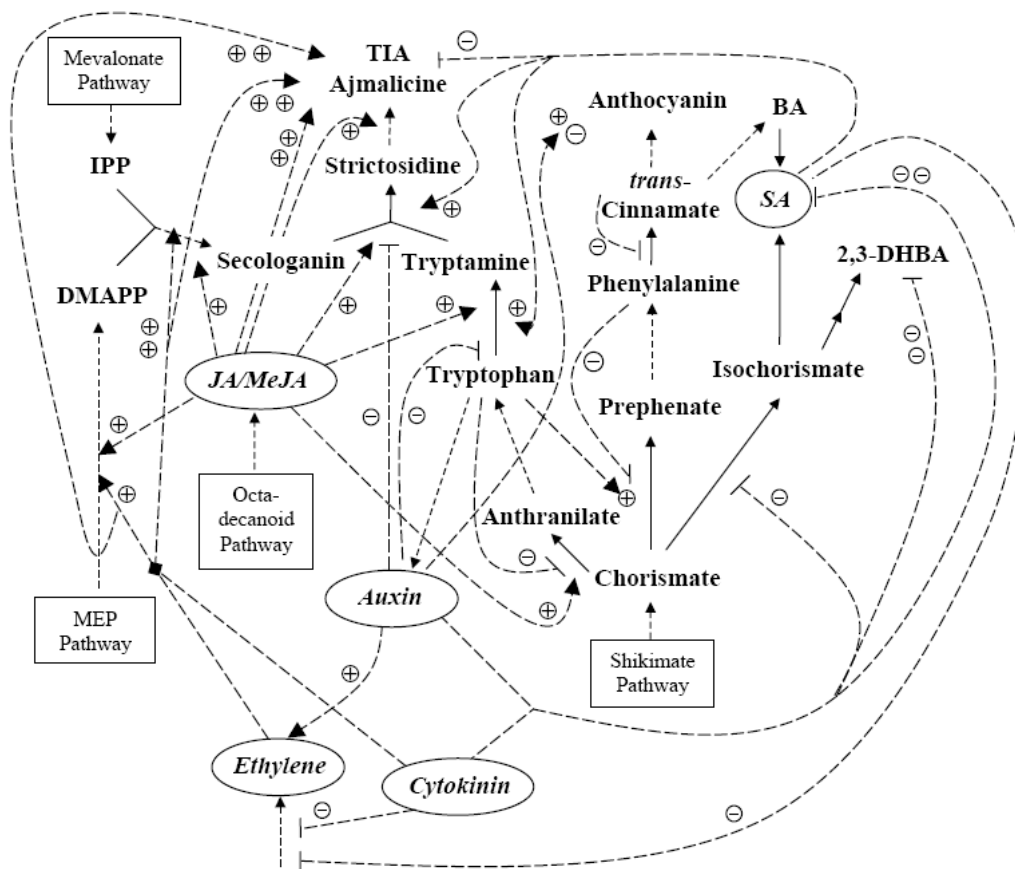 TIA
Ajmalicine
Mevalonate
Pathway
Anthocyanin
BA
IPP
Strictosidine
trans-
Cinnamate
SA
Secologanin
Tryptamine
2,3-DHBA
DMAPP
Phenylalanine
JA/MeJA
Tryptophan
Isochorismate
Prephenate
Octa-
decanoid
Pathway
Anthranilate
Chorismate
Auxin
MEP
Pathway
Shikimate
Pathway
Ethylene
Cytokinin